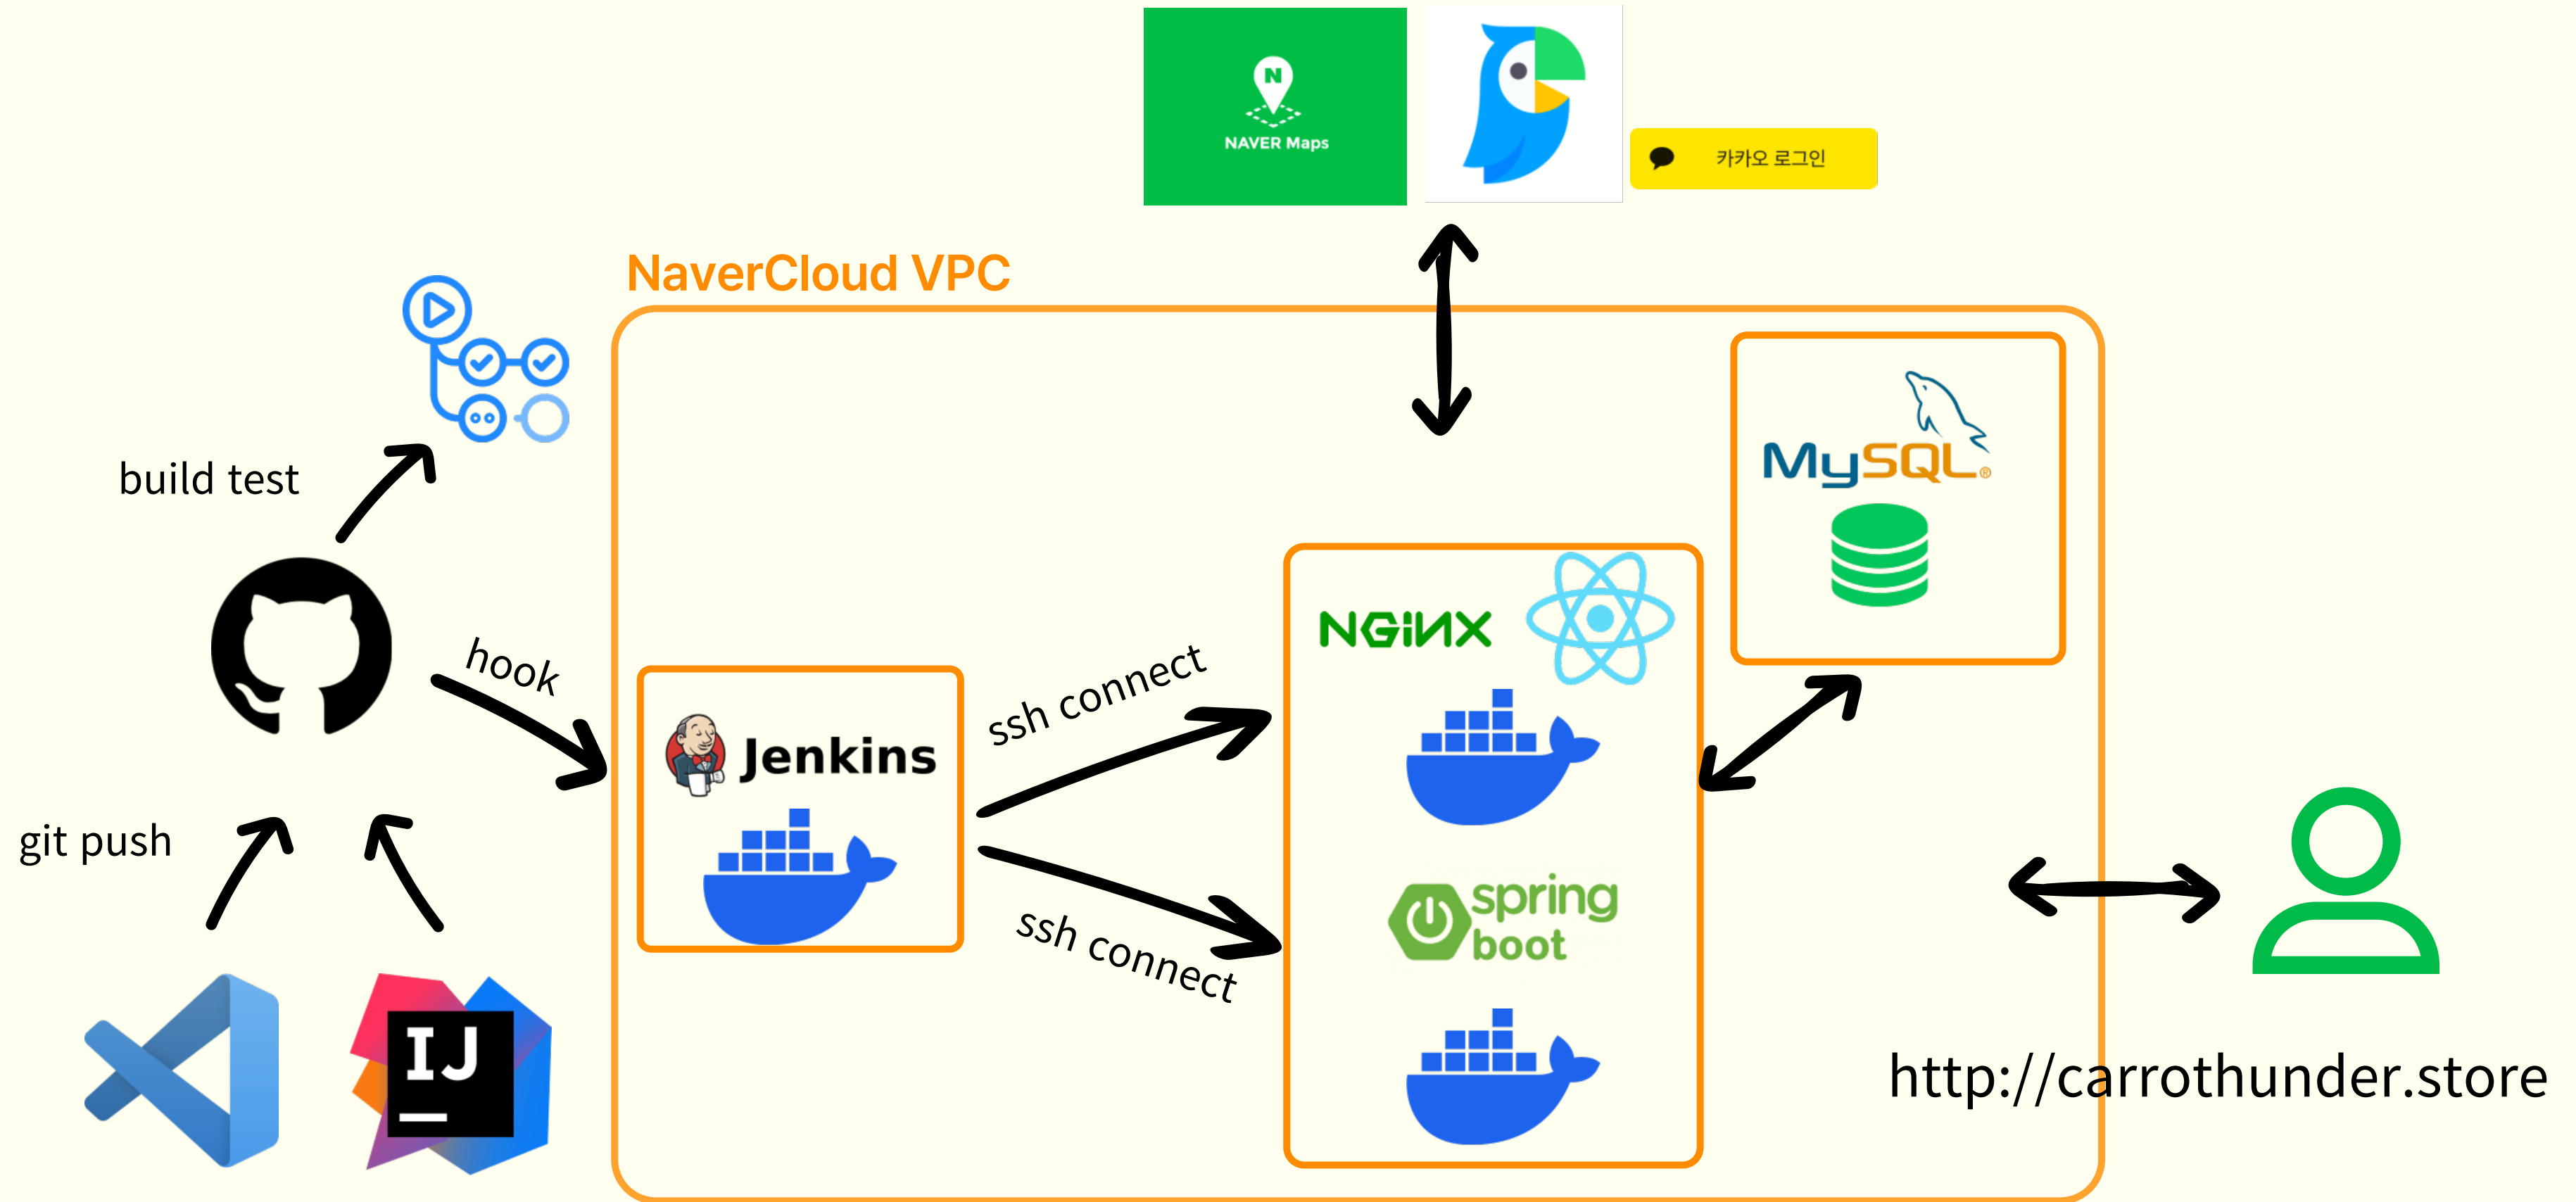 N
NAVER Maps
카카오 로그인
NaverCloud VPC
build test
MySQL®
hook
NGiNX
ssh connect
Jenkins
git push
spring
boot
ssh connect
IJ
http://carrothunder.store